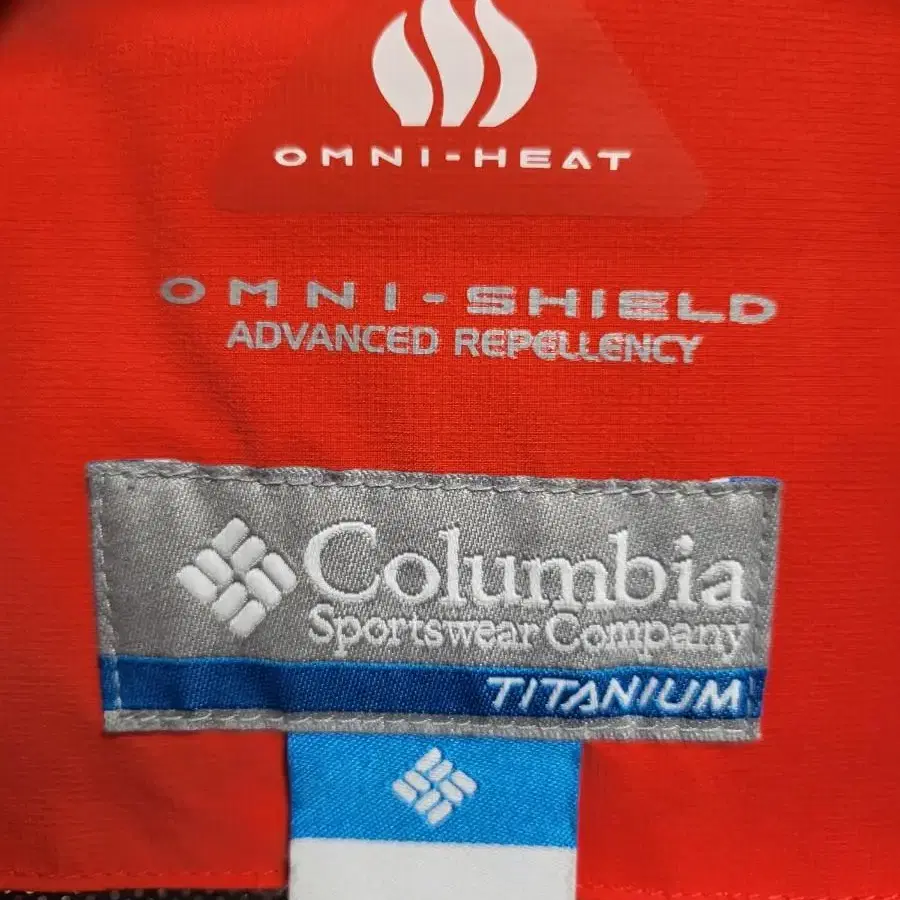 OMNI-HEAT
OMNI-SHIELD
ADVANCED REPELLENCY
Columbia
Sportswear Company
TITANIUM